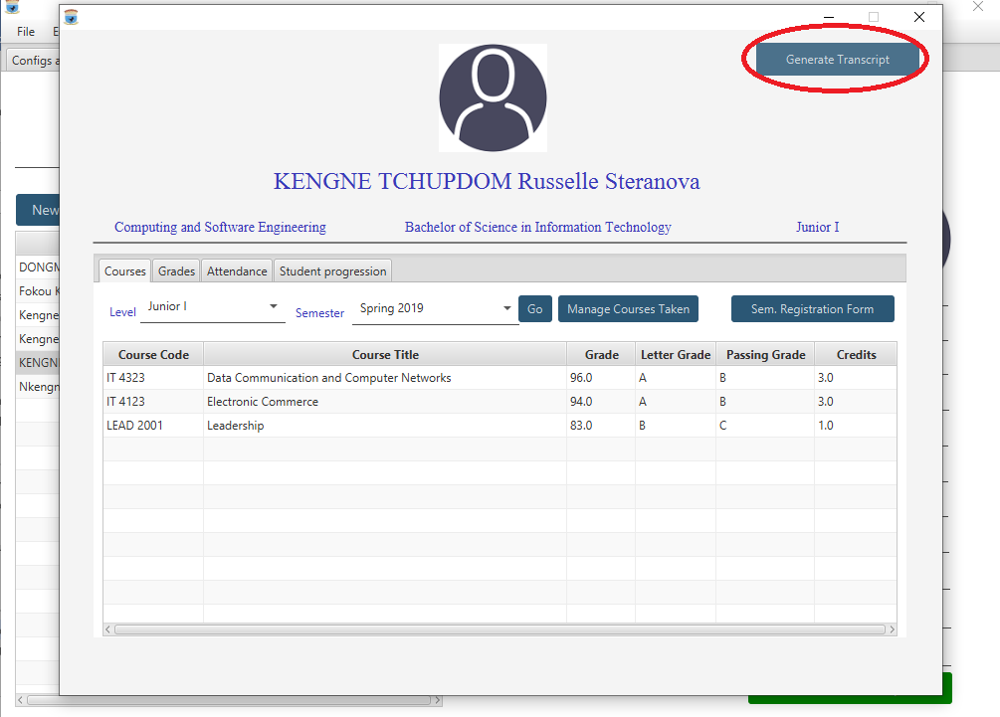 File
Configs
Generate Transcript
KENGNE TCHUPDOM Russelle Steranova
New
Computing and Software Engineering Bachelor of Science in Information Technology Junior I
Courses Grades Attendance Student progression
Level Junior I Semester Spring 2019 Go Manage Courses Taken Sem. Registration Form
Course Code Course Title Grade Letter Grade Passing Grade Credits
IT 4323 Data Communication and Computer Networks 96.0 A B 3.0
IT 4123 Electronic Commerce 94.0 A B 3.0
LEAD 2001 Leadership 83.0 B C 1.0
Fokou
Kengne
Kengne